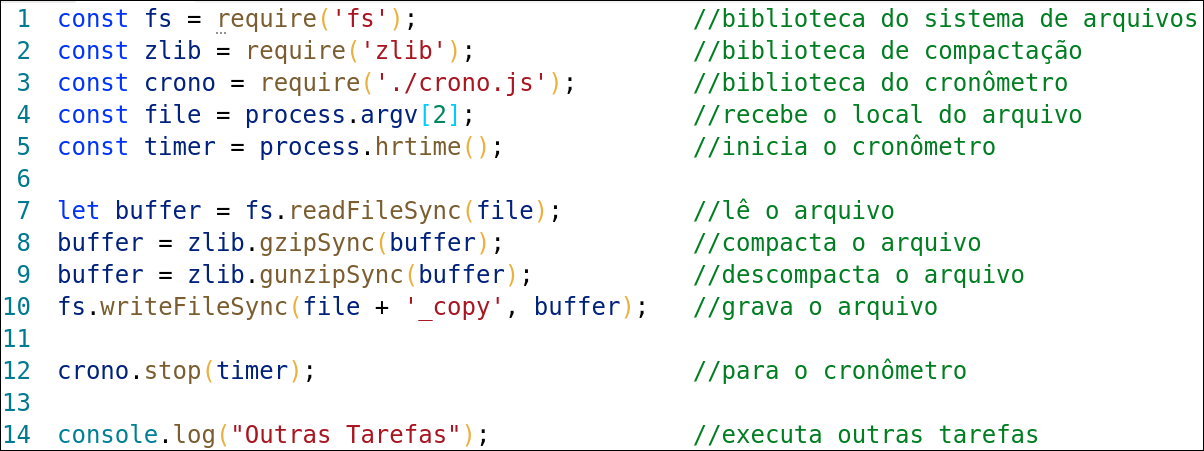 1 const fs = require('fs'); //biblioteca do sistema de arquivos
2 const zlib = require('zlib'); //biblioteca de compactação
3 const crono = require('./crono.js'); //biblioteca do cronômetro
4 const file = process.argv[2]; //recebe o local do arquivo
5 const timer = process.hrtime(); //inicia o cronômetro
6
7 let buffer = fs.readFileSync(file); //lê o arquivo
8 buffer = zlib.gzipSync(buffer); //compacta o arquivo
9 buffer = zlib.gunzipSync(buffer); //descompacta o arquivo
10 fs.writeFileSync(file + '_copy', buffer); //grava o arquivo
11
12 crono.stop(timer); //para o cronômetro
13
14 console.log("Outras Tarefas"); //executa outras tarefas